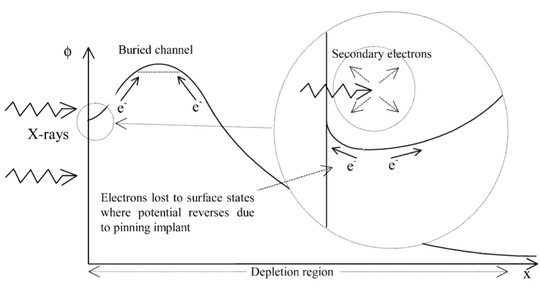 Buried channel
Secondary electrons
ϕ
e-
e-
X-rays
e-
e-
Electrons lost to surface states
where potential reverses due
to pinning implant
Depletion region
x